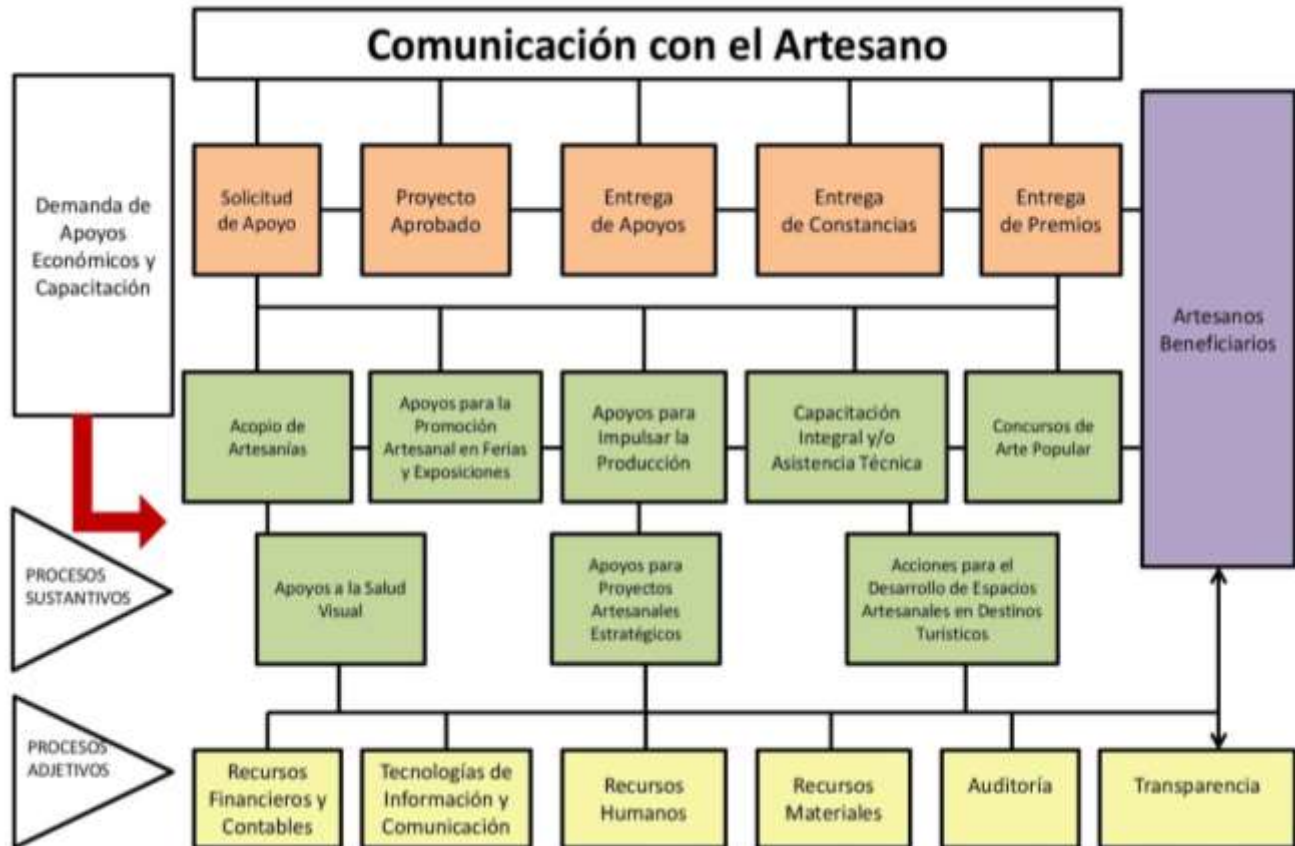 Comunicación con el Artesano
Demanda de
Apoyos
Económicos y
Capacitación
Solicitud
de Apoyo
Proyecto
Aprobado
Entrega
de Apoyos
Entrega
de Constancias
Entrega
de Premios
Artesanos
Beneficiarios
Acopio de
Artesanías
Apoyos para la
Promoción
Artesanal en Ferias
y Exposiciones
Apoyos para
Impulsar la
Producción
Capacitación
Integral y/o
Asistencia Técnica
Concursos de
Arte Popular
PROCESOS
SUSTANTIVOS
Apoyos a la Salud
Visual
Apoyos para
Proyectos
Artesanales
Estratégicos
Acciones para el
Desarrollo de Espacios
Artesanales en Destinos
Turísticos
PROCESOS
ADJETIVOS
Recursos
Financieros y
Contables
Tecnologías de
Información y
Comunicación
Recursos
Humanos
Recursos
Materiales
Auditoría
Transparencia